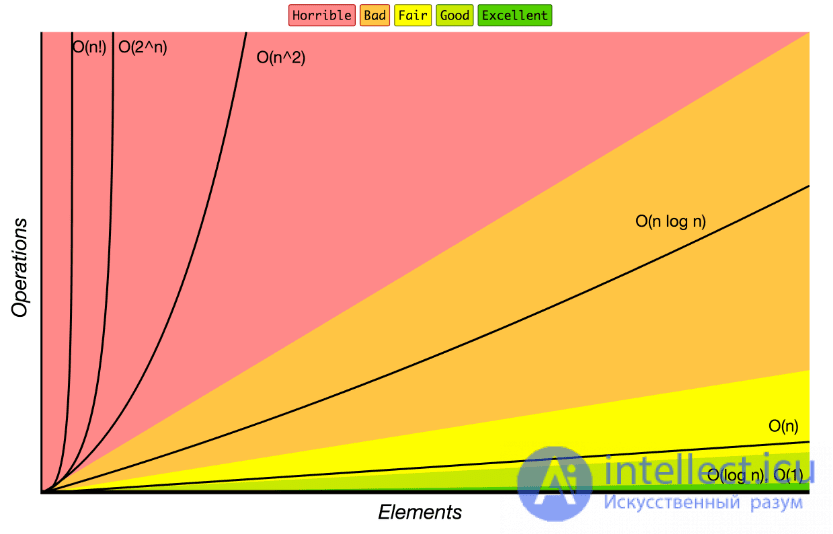 Horrible Bad Fair Good Excellent
O(n!) O(2^n)
O(n^2)
O(n log n)
Operations
O(n)
O(log n), O(1)
intellect.icu
Искусственный разум
Elements